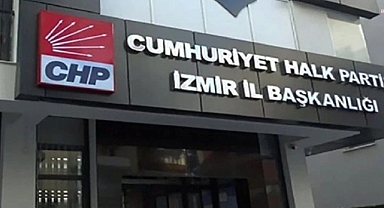 CHP
CUMHURİYET HALK PARTİ
İZMİR İL BAŞKANLIĞI